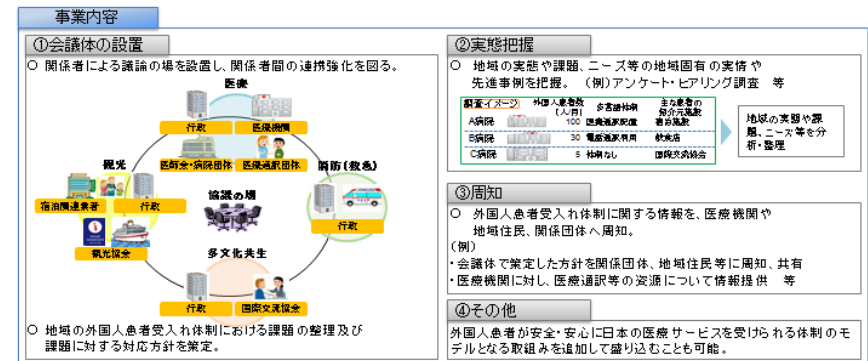 事業内容
①会議体の設置
○ 関係者による議論の場を設置し、関係者間の連携強化を図る。
医療
行政
医療機関
医師会・病院団体
医療通訳団体
観光
宿泊関連業者
行政
観光協会
消防(救急)
行政
協議の場
多文化共生
行政
国際交流協会
○ 地域の外国人患者受入れ体制における課題の整理及び
課題に対する対応方針を策定。
②実態把握
○ 地域の実態や課題、ニーズ等の地域固有の実情や
先進事例を把握。 (例)アンケート・ヒアリング調査 等
調査イメージ 外国人患者数(人/月) 多言語体制 主な患者の紹介元施設
A病院 100 医療通訳配置 宿泊施設
B病院 30 電話通訳利用 飲食店
C病院 5 体制なし 国際交流協会
地域の実態や課
題、ニーズ等を分
析・整理
③周知
○ 外国人患者受入れ体制に関する情報を、医療機関や
地域住民、関係団体へ周知。
(例)
・会議体で策定した方針を関係団体、地域住民等に周知、共有
・医療機関に対し、医療通訳等の資源について情報提供 等
④その他
外国人患者が安全・安心に日本の医療サービスを受けられる体制のモ
デルとなる取組みを追加して盛り込むことも可能。